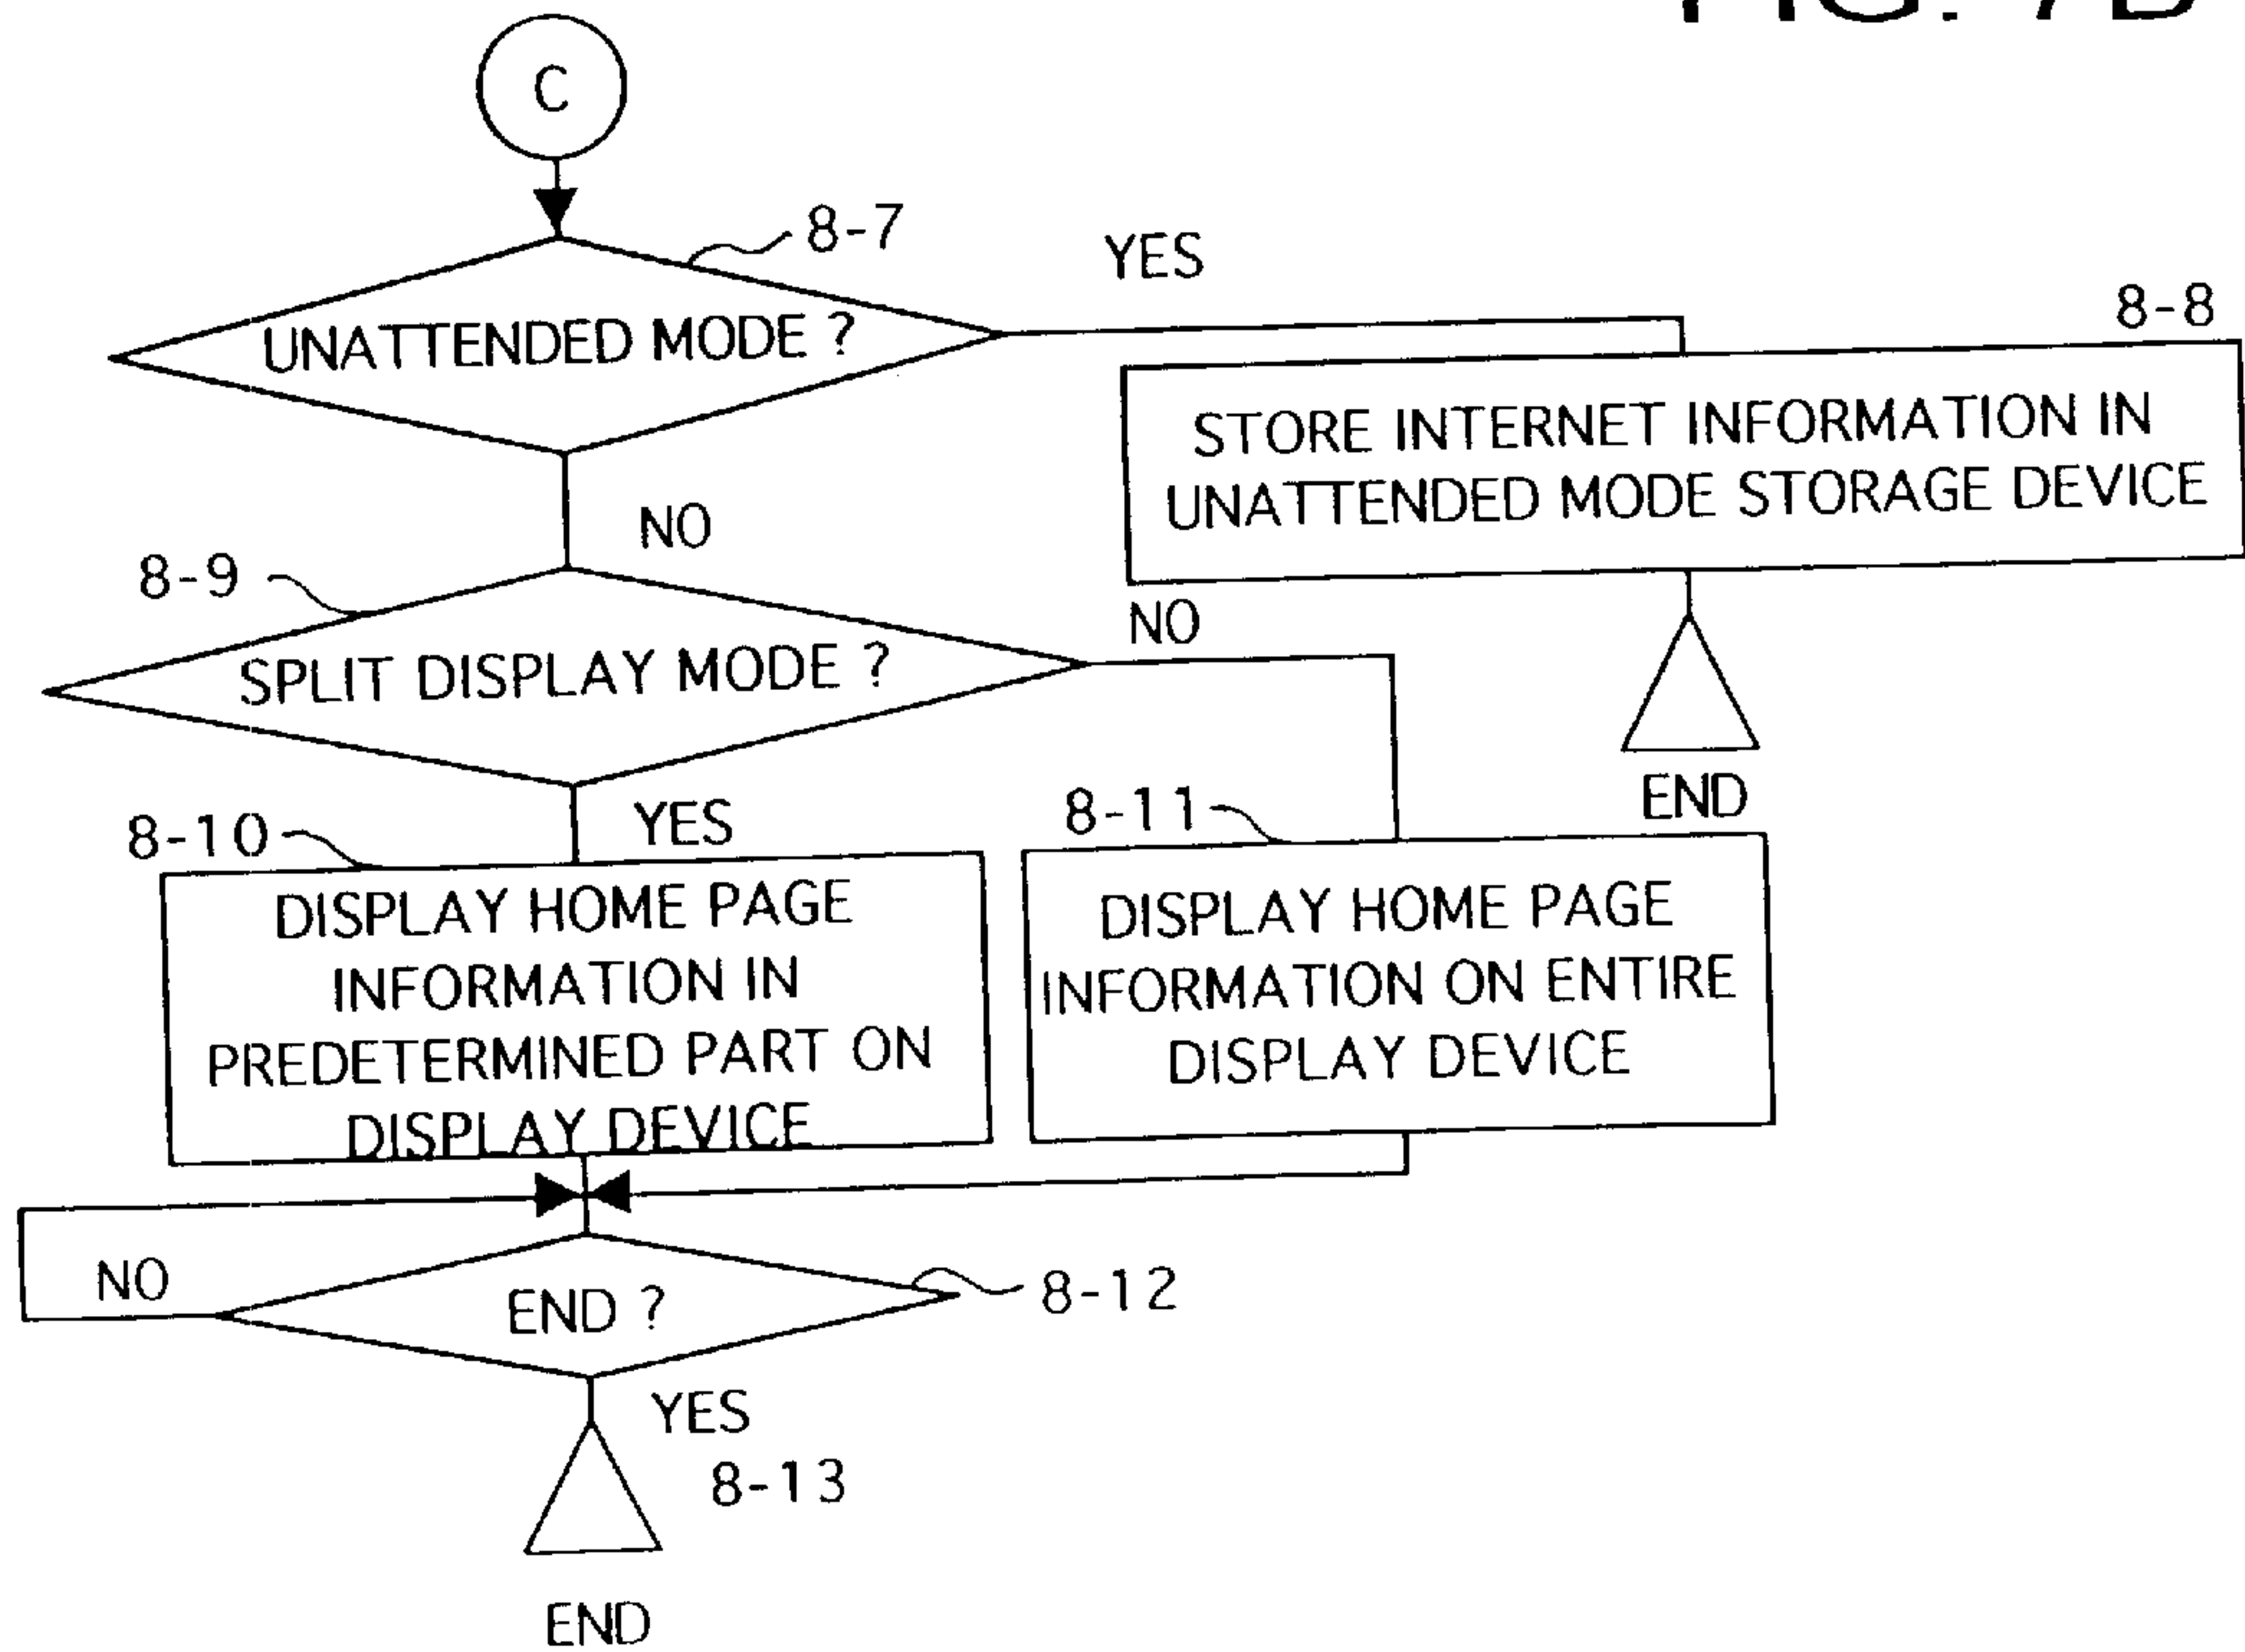 FIG. 7B
C
8-7
YES
UNATTENDED MODE ?
8-8
STORE INTERNET INFORMATION IN
UNATTENDED MODE STORAGE DEVICE
NO
8-9
NO
SPLIT DISPLAY MODE ?
END
YES
8-10
8-11
DISPLAY HOME PAGE
INFORMATION IN
PREDETERMINED PART ON
DISPLAY DEVICE
DISPLAY HOME PAGE
INFORMATION ON ENTIRE
DISPLAY DEVICE
NO
END ?
8-12
YES
8-13
END